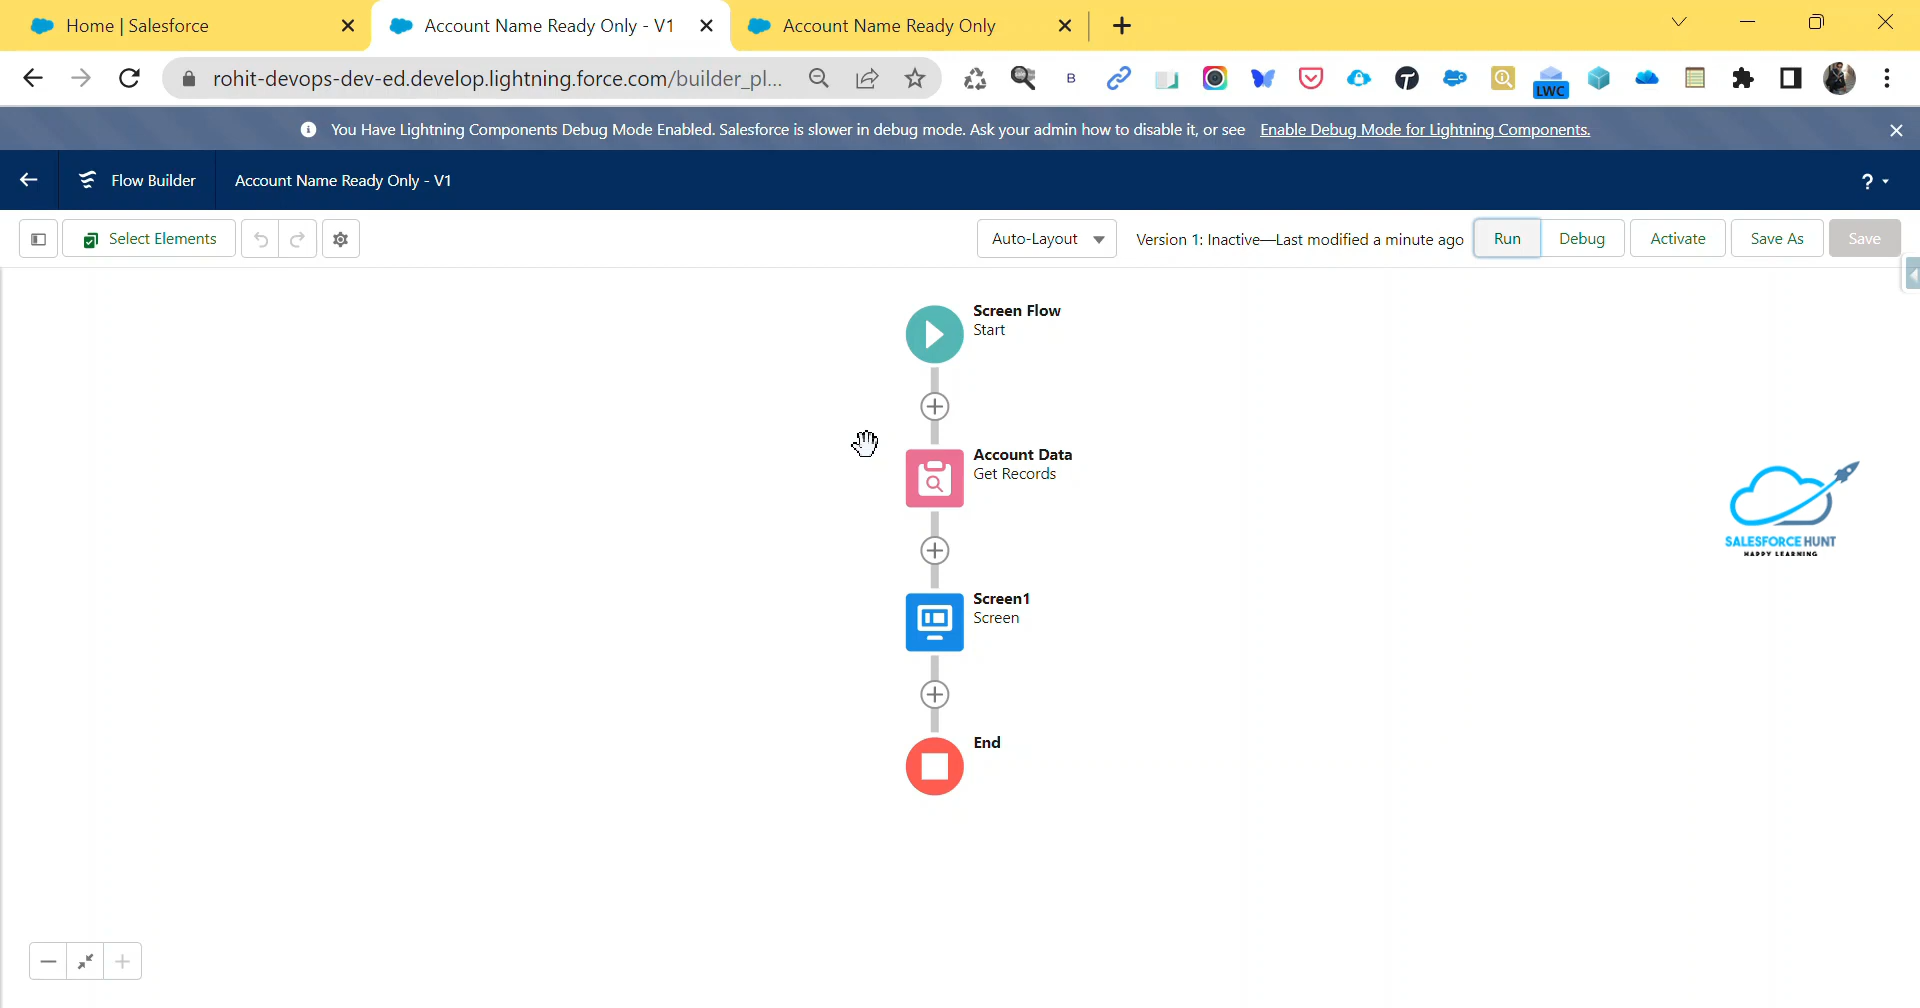 Home | Salesforce
Account Name Ready Only - V1
Account Name Ready Only
rohit-devops-dev-ed.develop.lightning.force.com/builder_pl...
B
LWC
You Have Lightning Components Debug Mode Enabled. Salesforce is slower in debug mode. Ask your admin how to disable it, or see Enable Debug Mode for Lightning Components.
Flow Builder
Account Name Ready Only - V1
?
Select Elements
Auto-Layout
Version 1: Inactive—Last modified a minute ago
Run
Debug
Activate
Save As
Save
Screen Flow
Start
Account Data
Get Records
Screen1
Screen
End
SALESFORCE HUNT
HAPPY LEARNING